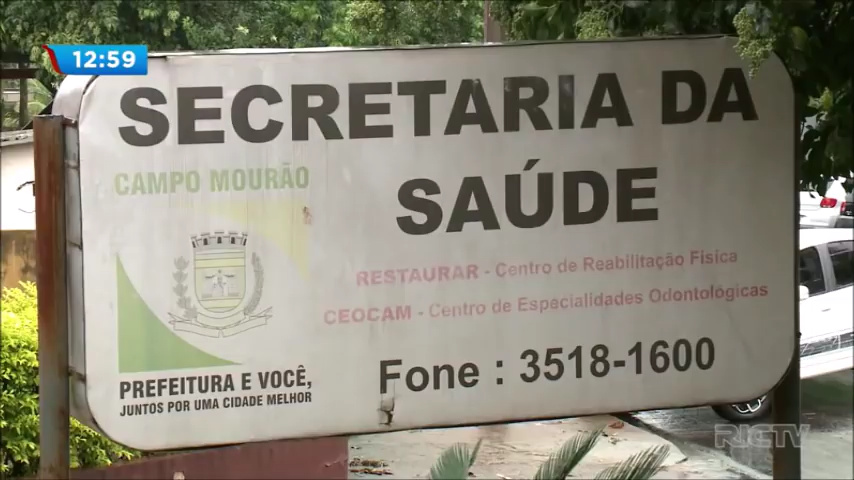 12:59
SECRETARIA DA
SAÚDE
CAMPO MOURÃO
RESTAURAR - Centro de Reabilitação Fisica
CEOCAM - Centro de Especialidades Odontológicas
PREFEITURA E VOCÊ,
JUNTOS POR UMA CIDADE MELHOR
Fone : 3518-1600
RICTV